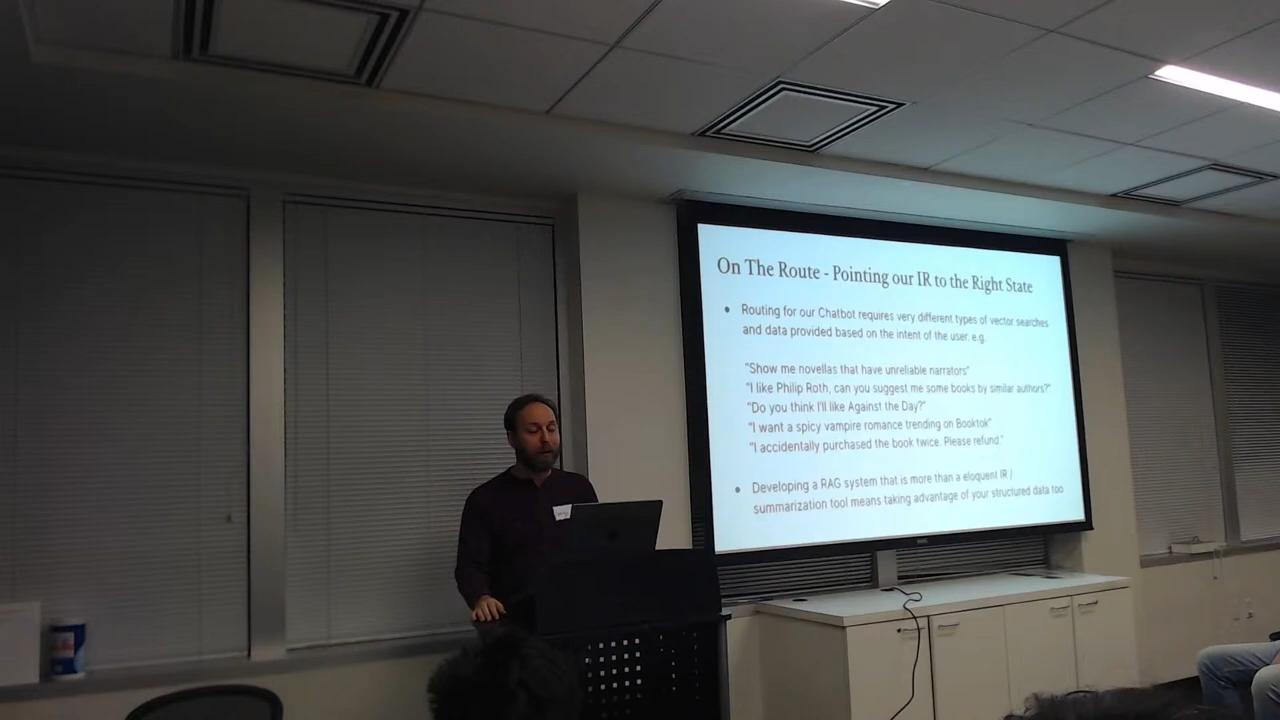 On The Route - Pointing our IR to the Right State
• Routing for our Chatbot requires very different types of vector searches
and data provided based on the intent of the user, e.g.
"Show me novellas that have unreliable narrators"
"I like Philip Roth, can you suggest me some books by similar authors?"
"Do you think I'll like Against the Day?"
"I want a spicy vampire romance trending on Booktok"
"I accidentally purchased the book twice. Please refund."
• Developing a RAG system that is more than a eloquent IR /
summarization tool means taking advantage of your structured data too